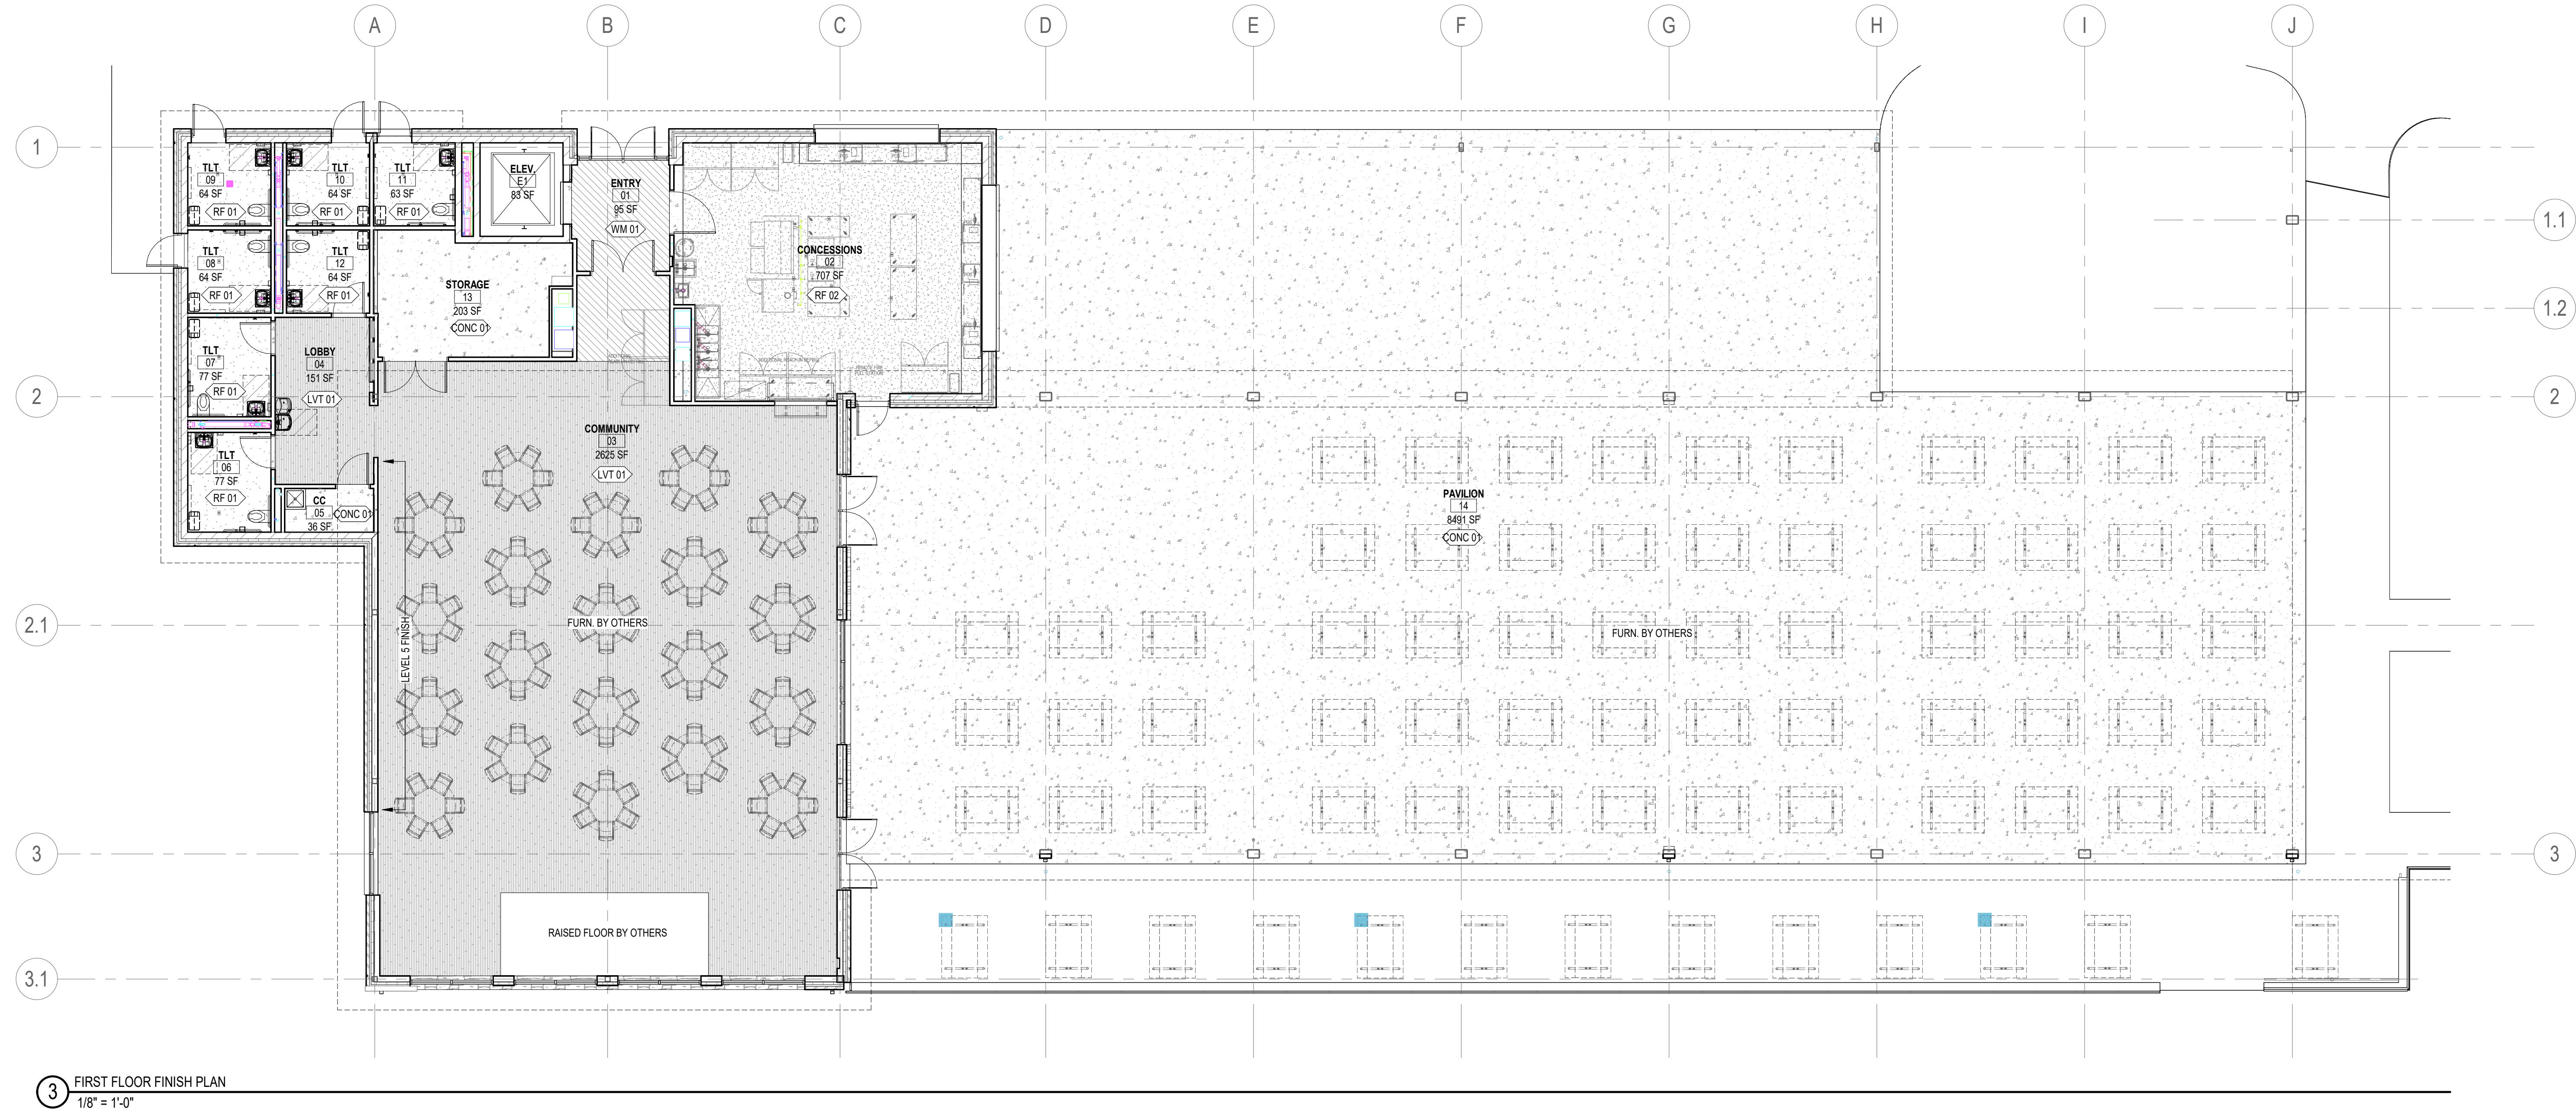 A
B
C
D
E
F
G
H
I
J
1
1.1
1.2
2
2
2.1
3
3
3.1
TLT
09
64 SF
RF 01
TLT
10
64 SF
RF 01
TLT
11
63 SF
RF 01
ELEV.
E1
83 SF
ENTRY
01
95 SF
WM 01
CONCESSIONS
02
707 SF
RF 02
TLT
08
64 SF
RF 01
TLT
12
64 SF
RF 01
STORAGE
13
203 SF
CONC 01
TLT
07
77 SF
RF 01
LOBBY
04
151 SF
LVT 01
COMMUNITY
03
2625 SF
LVT 01
TLT
06
77 SF
RF 01
CC
05
36 SF
CONC 01
PAVILION
14
8491 SF
CONC 01
LEVEL 5 FINISH
FURN. BY OTHERS
FURN. BY OTHERS
RAISED FLOOR BY OTHERS
3
FIRST FLOOR FINISH PLAN
1/8" = 1'-0"